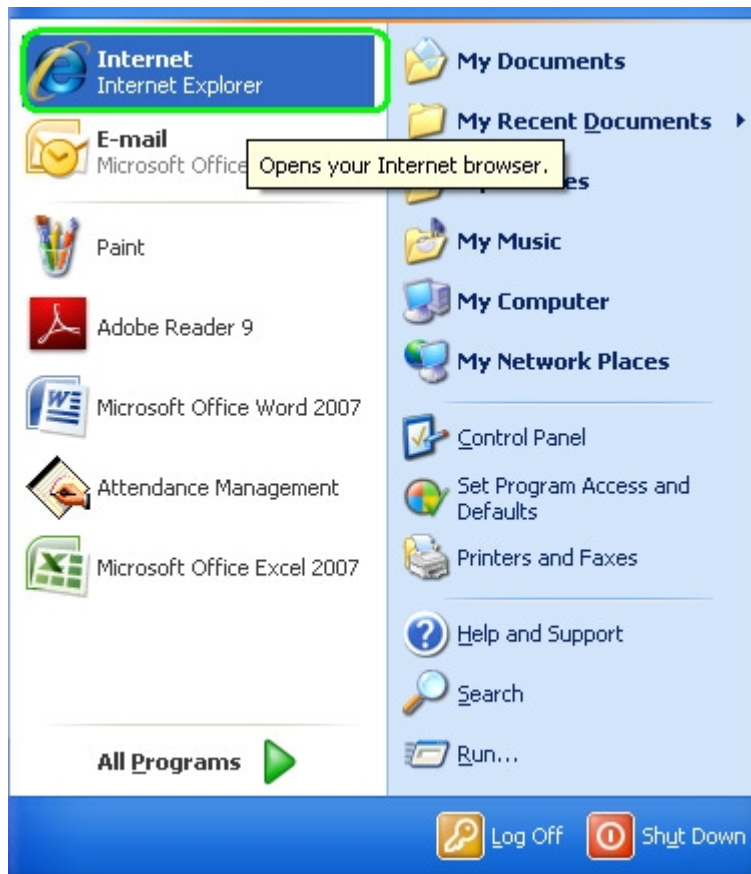 Internet
Internet Explorer
E-mail
Microsoft Office
Opens your Internet browser.
Paint
Adobe Reader 9
Microsoft Office Word 2007
Attendance Management
Microsoft Office Excel 2007
All Programs
My Documents
My Recent Documents
es
My Music
My Computer
My Network Places
Control Panel
Set Program Access and
Defaults
Printers and Faxes
Help and Support
Search
Run...
Log Off
Shut Down